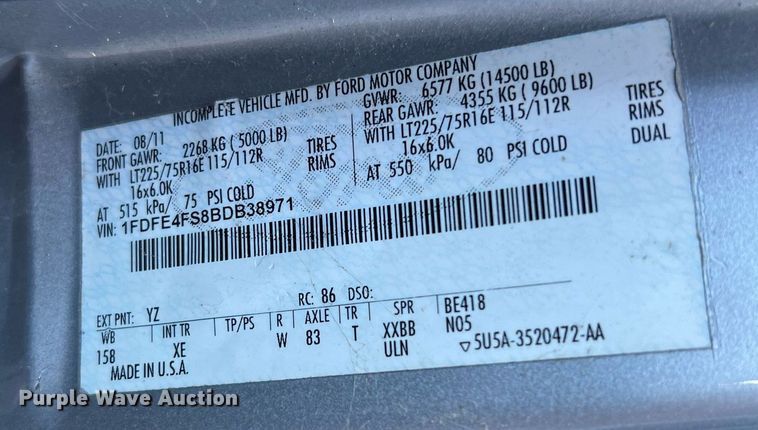 INCOMPLETE VEHICLE MFD. BY FORD MOTOR COMPANY
DATE: 08/11 GVWR: 6577 KG (14500 LB)
FRONT GAWR: 2268 KG (5000 LB) REAR GAWR: 4355 KG (9600 LB)
WITH LT225/75R16E 115/112R TIRES WITH LT225/75R16E 115/112R TIRES
16x6.0K RIMS 16x6.0K RIMS
AT 515 kPa/ 75 PSI COLD AT 550 kPa/ 80 PSI COLD DUAL
VIN: 1FDFE4FS8BDB38971
EXT PNT: YZ RC: 86 DSO:
WB INT TR TP/PS R AXLE TR SPR BE418
158 XE W 83 T XXBB N05
MADE IN U.S.A. ULN ▽5U5A-3520472-AA
Purple Wave Auction